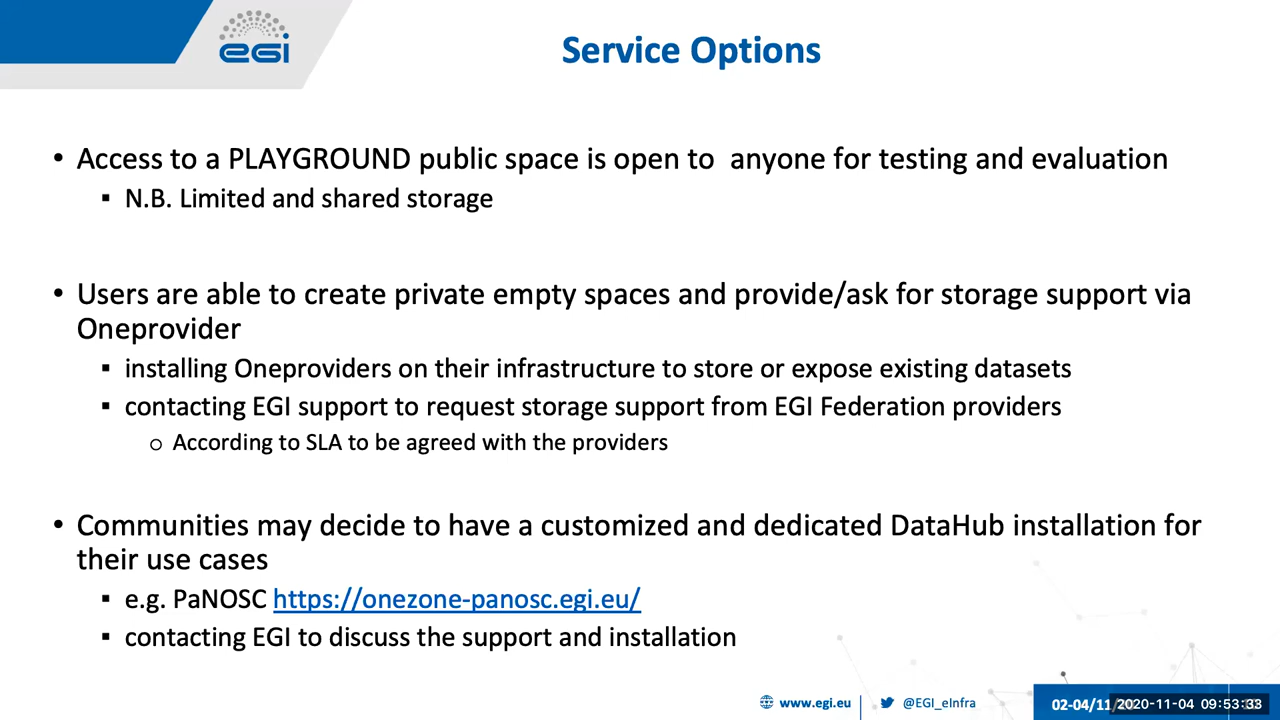 egi
Service Options
• Access to a PLAYGROUND public space is open to anyone for testing and evaluation
▪ N.B. Limited and shared storage
• Users are able to create private empty spaces and provide/ask for storage support via
Oneprovider
▪ installing Oneproviders on their infrastructure to store or expose existing datasets
▪ contacting EGI support to request storage support from EGI Federation providers
o According to SLA to be agreed with the providers
• Communities may decide to have a customized and dedicated DataHub installation for
their use cases
▪ e.g. PaNOSC https://onezone-panosc.egi.eu/
▪ contacting EGI to discuss the support and installation
www.egi.eu
@EGI_eInfra
02-04/11/
2020-11-04 09:53:33